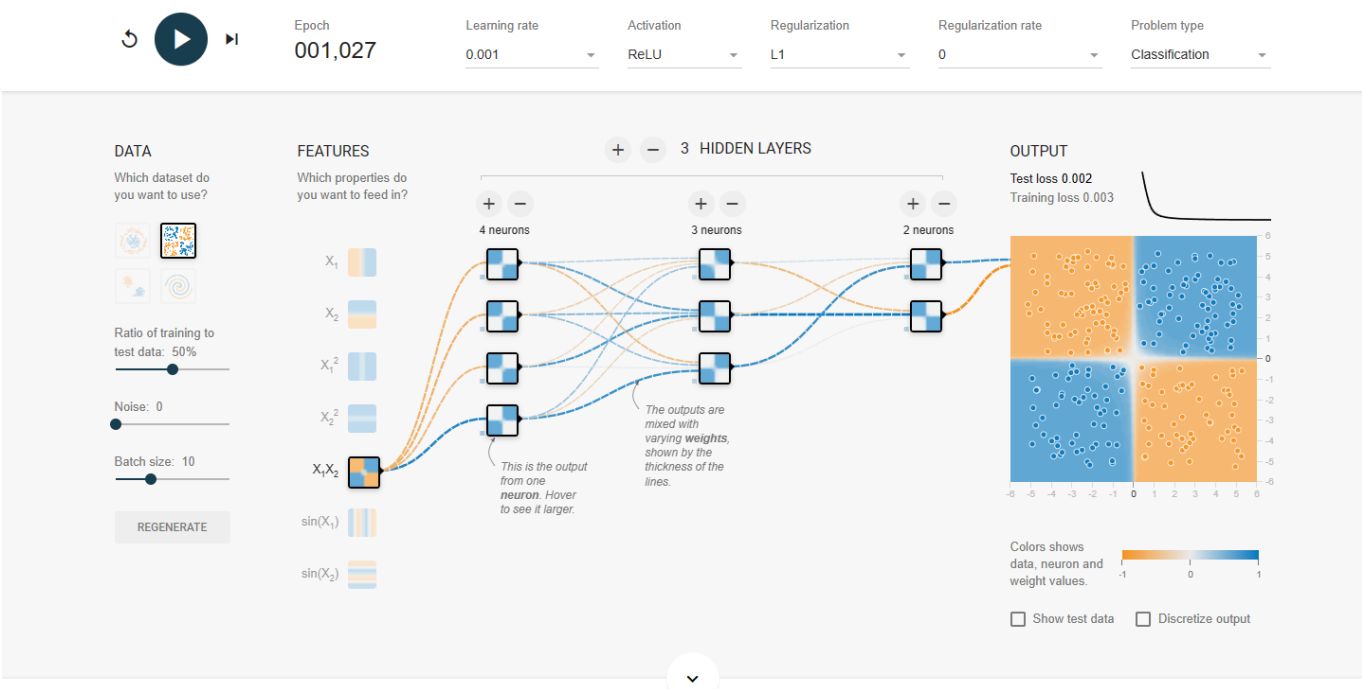 Epoch
001,027
Learning rate
0.001
Activation
ReLU
Regularization
L1
Regularization rate
0
Problem type
Classification
DATA
Which dataset do
you want to use?
Ratio of training to
test data: 50%
Noise: 0
Batch size: 10
REGENERATE
FEATURES
Which properties do
you want to feed in?
X₁
X₂
X₁²
X₂²
X₁X₂
sin(X₁)
sin(X₂)
+ − 3 HIDDEN LAYERS
+ −
4 neurons
+ −
3 neurons
+ −
2 neurons
This is the output
from one
neuron. Hover
to see it larger.
The outputs are
mixed with
varying weights,
shown by the
thickness of the
lines.
OUTPUT
Test loss 0.002
Training loss 0.003
6
5
4
3
2
1
0
-1
-2
-3
-4
-5
-6
-6 -5 -4 -3 -2 -1 0 1 2 3 4 5 6
Colors shows
data, neuron and
weight values.
-1 0 1
Show test data
Discretize output